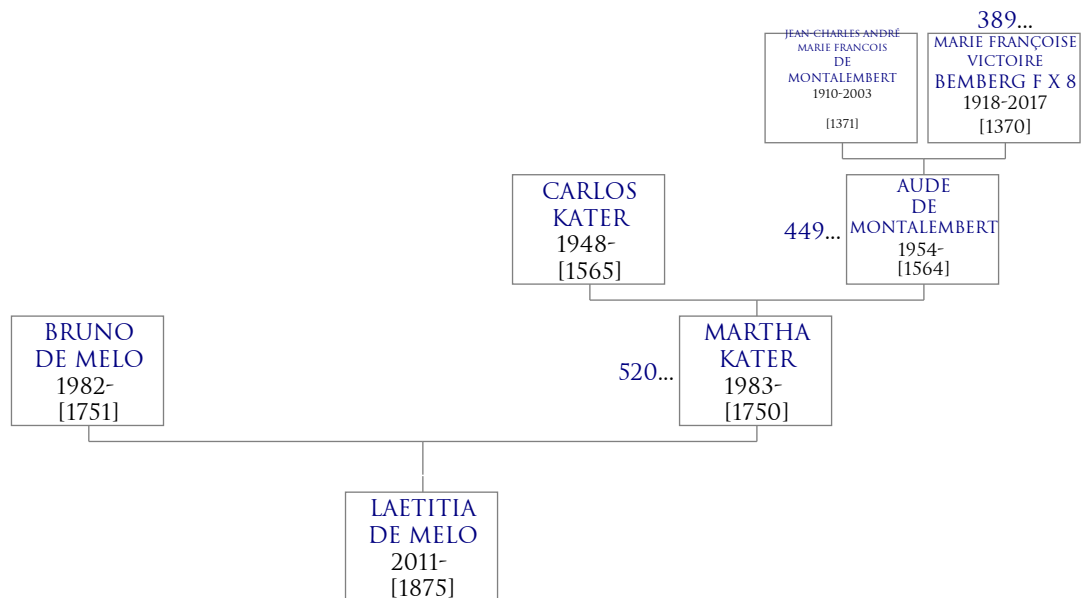 389...
JEAN-CHARLES ANDRÉ
MARIE FRANCOIS
DE
MONTALEMBERT
1910-2003
[1371]
MARIE FRANÇOISE
VICTOIRE
BEMBERG F X 8
1918-2017
[1370]
CARLOS
KATER
1948-
[1565]
449...
AUDE
DE
MONTALEMBERT
1954-
[1564]
BRUNO
DE MELO
1982-
[1751]
520...
MARTHA
KATER
1983-
[1750]
LAETITIA
DE MELO
2011-
[1875]